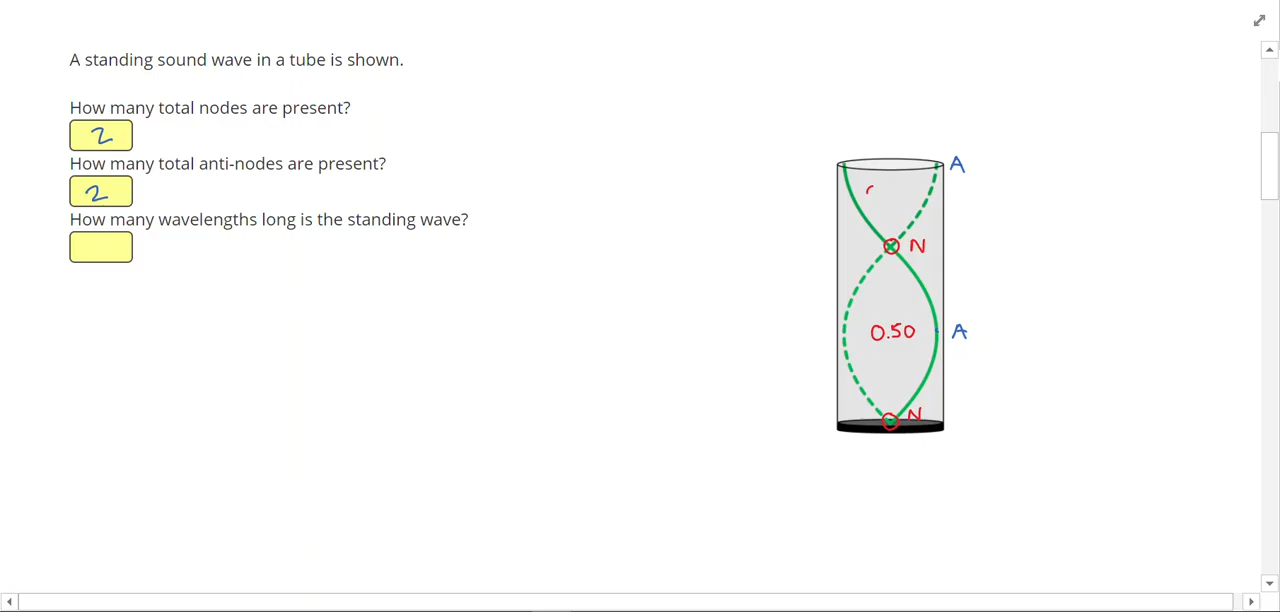 A standing sound wave in a tube is shown.
How many total nodes are present?
2
How many total anti-nodes are present?
2
How many wavelengths long is the standing wave?
A
N
0.50
A
N